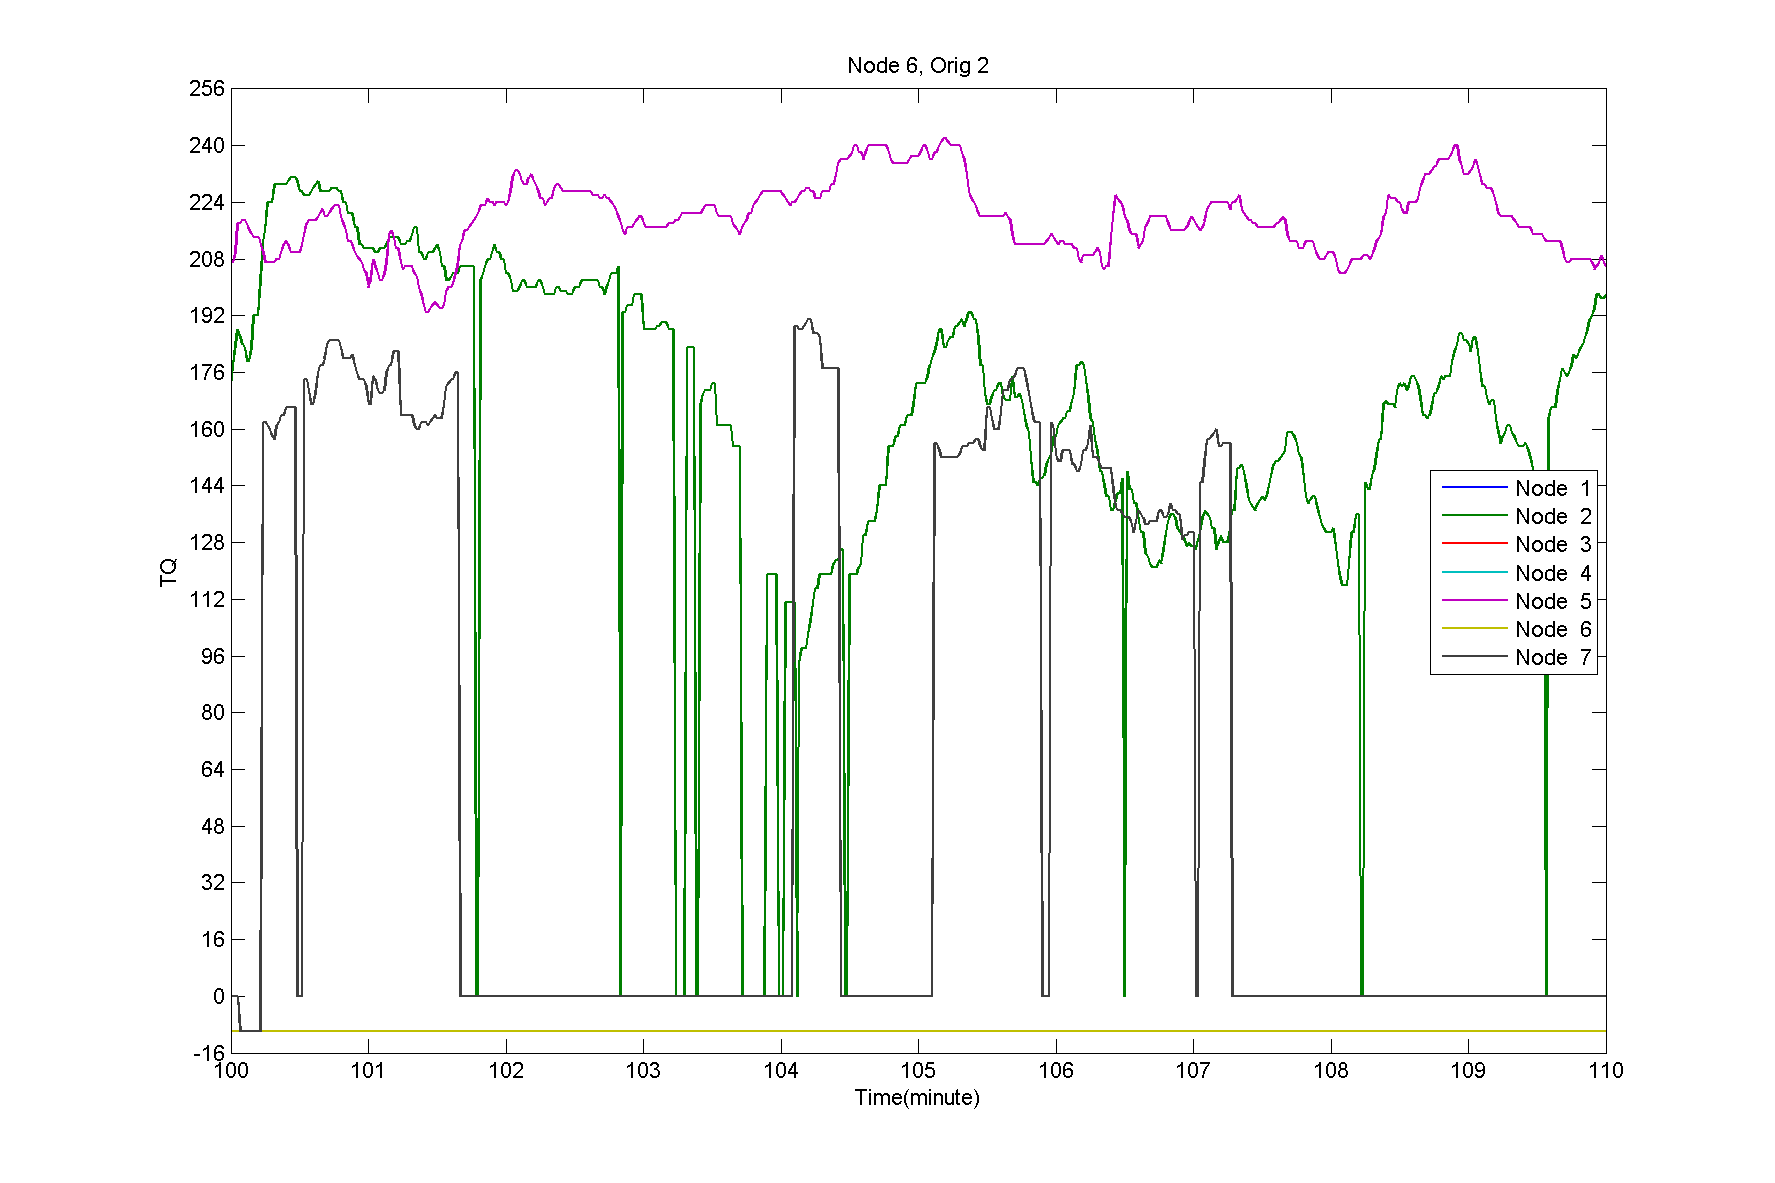 Node 6, Orig 2
256
240
224
208
192
176
160
144
128
112
96
80
64
48
32
16
0
-16
TQ
100 101 102 103 104 105 106 107 108 109 110
Time(minute)
Node 1
Node 2
Node 3
Node 4
Node 5
Node 6
Node 7